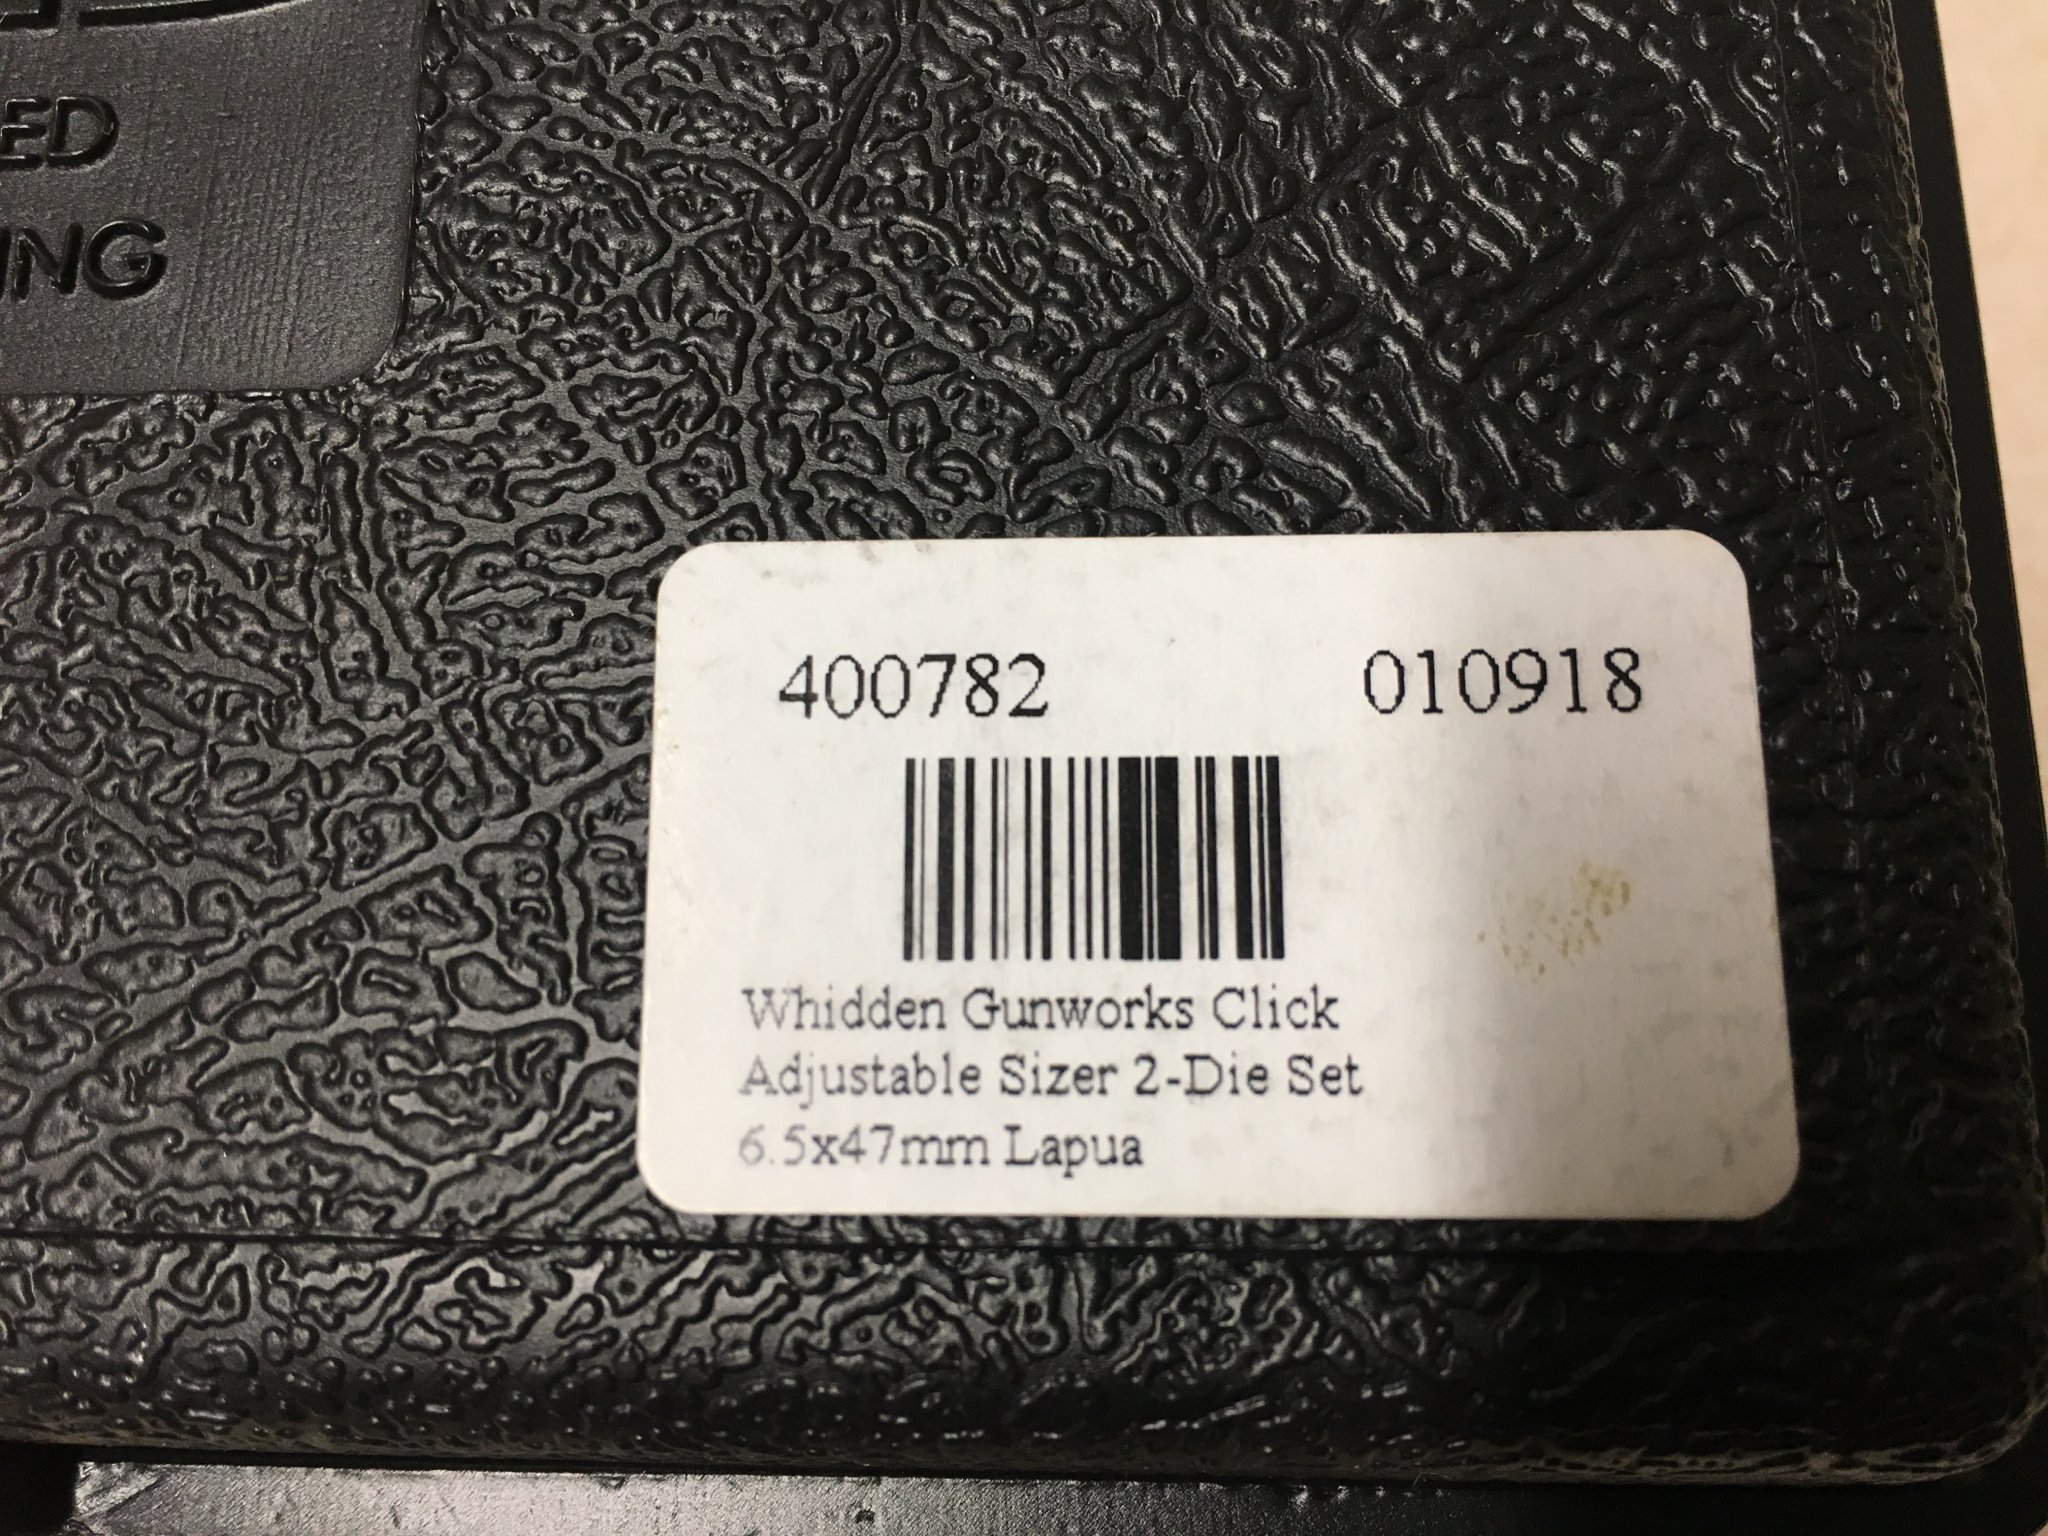 ED
ING
400782 010918
Whidden Gunworks Click
Adjustable Sizer 2-Die Set
6.5x47mm Lapua